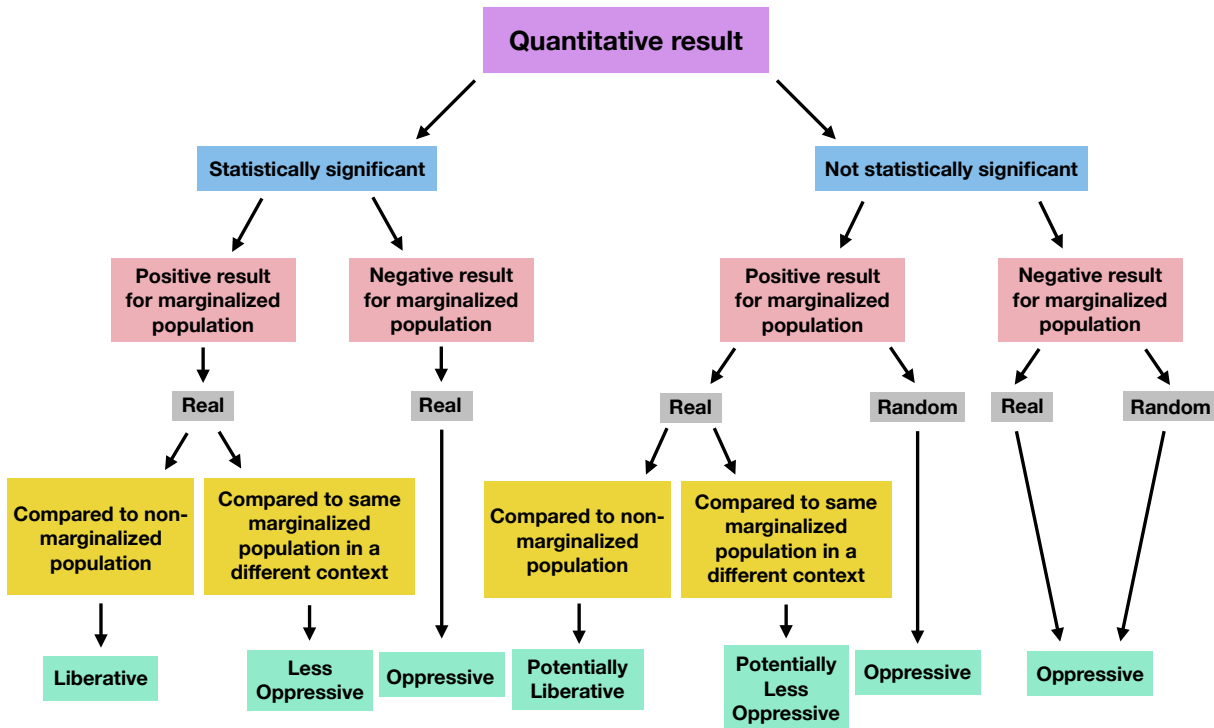 Quantitative result
Statistically significant
Not statistically significant
Positive result
for marginalized
population
Negative result
for marginalized
population
Positive result
for marginalized
population
Negative result
for marginalized
population
Real
Real
Real
Random
Real
Random
Compared to non-
marginalized
population
Compared to same
marginalized
population in a
different context
Compared to non-
marginalized
population
Compared to same
marginalized
population in a
different context
Liberative
Less
Oppressive
Oppressive
Potentially
Liberative
Potentially
Less
Oppressive
Oppressive
Oppressive